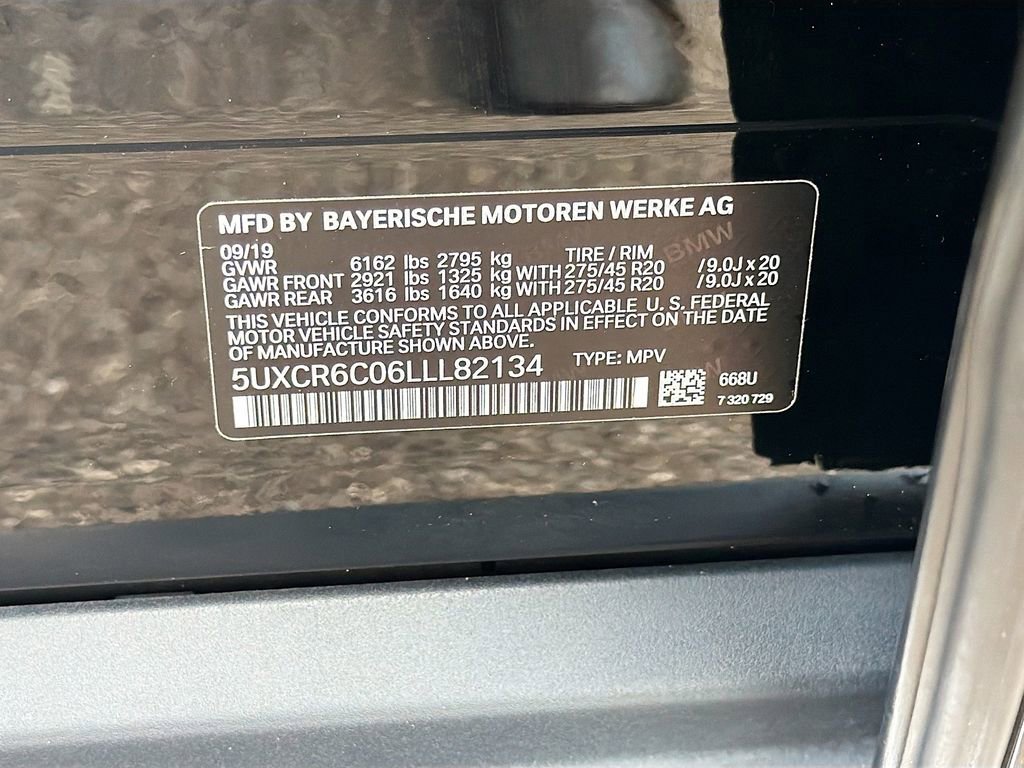 MFD BY BAYERISCHE MOTOREN WERKE AG
09/19 TIRE / RIM
GVWR 6162 lbs 2795 kg
GAWR FRONT 2921 lbs 1325 kg WITH 275/45 R20 /9.0J x 20
GAWR REAR 3616 lbs 1640 kg WITH 275/45 R20 /9.0J x 20
THIS VEHICLE CONFORMS TO ALL APPLICABLE U. S. FEDERAL
MOTOR VEHICLE SAFETY STANDARDS IN EFFECT ON THE DATE
OF MANUFACTURE SHOWN ABOVE.
5UXCR6C06LLL82134 TYPE: MPV
668U
7 320 729
BMW